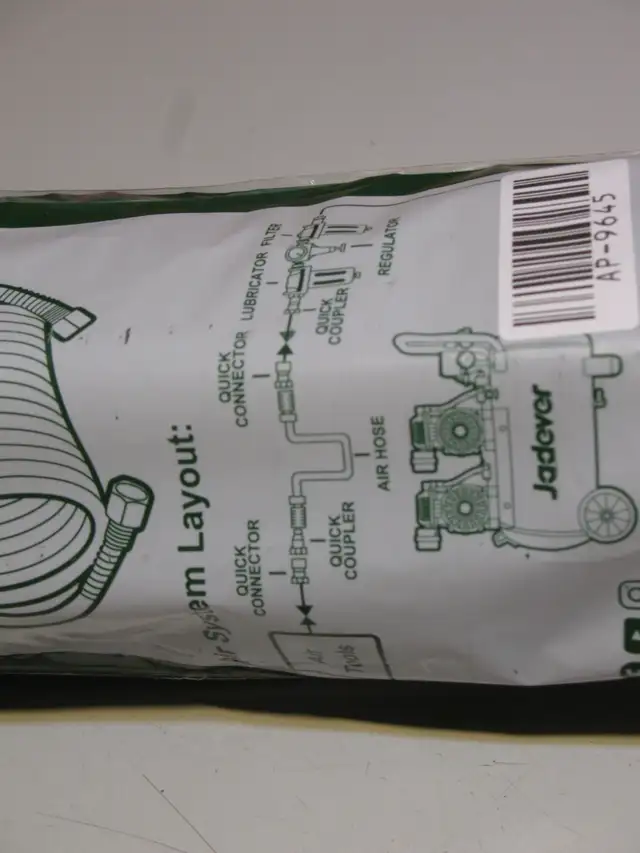 Air System Layout:
LUBRICATOR
FILTER
REGULATOR
QUICK
COUPLER
QUICK
CONNECTOR
AIR HOSE
QUICK
CONNECTOR
QUICK
COUPLER
Air
Tools
Jadever
AP-9645